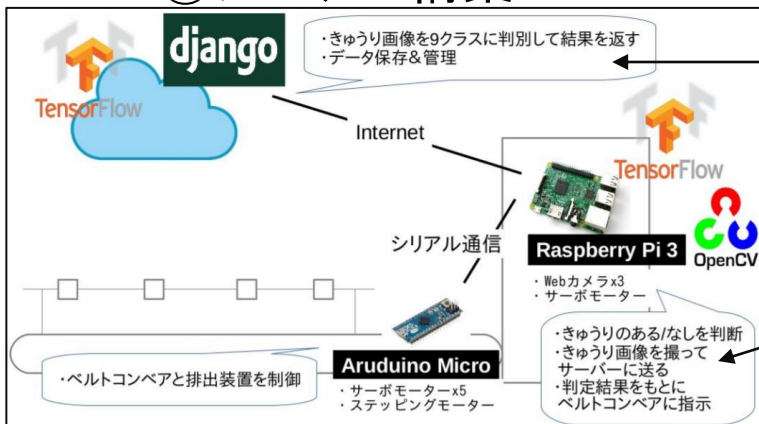 django
・きゅうり画像を9クラスに判別して結果を返す
・データ保存&管理
TensorFlow
Internet
TensorFlow
シリアル通信
Raspberry Pi 3
OpenCV
・Webカメラx3
・サーボモーター
・きゅうりのある/なしを判断
・きゅうり画像を撮って
サーバーに送る
・判定結果をもとに
ベルトコンベアに指示
・ベルトコンベアと排出装置を制御
Aruduino Micro
・サーボモーターx5
・ステッピングモーター